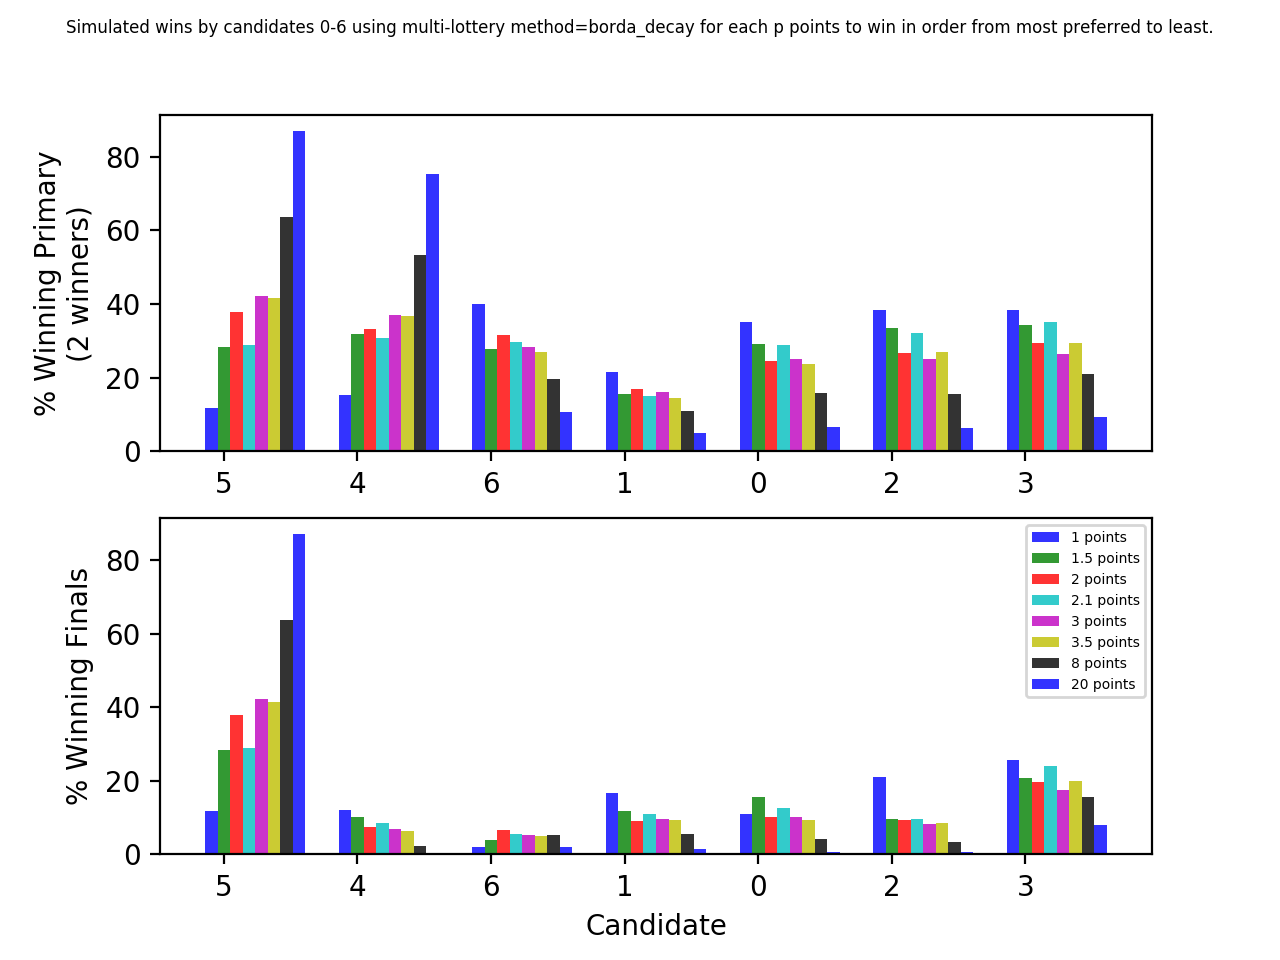 Simulated wins by candidates 0-6 using multi-lottery method=borda_decay for each p points to win in order from most preferred to least.
% Winning Primary
(2 winners)
80
60
40
20
0
5 4 6 1 0 2 3
% Winning Finals
80
60
40
20
0
1 points
1.5 points
2 points
2.1 points
3 points
3.5 points
8 points
20 points
5 4 6 1 0 2 3
Candidate